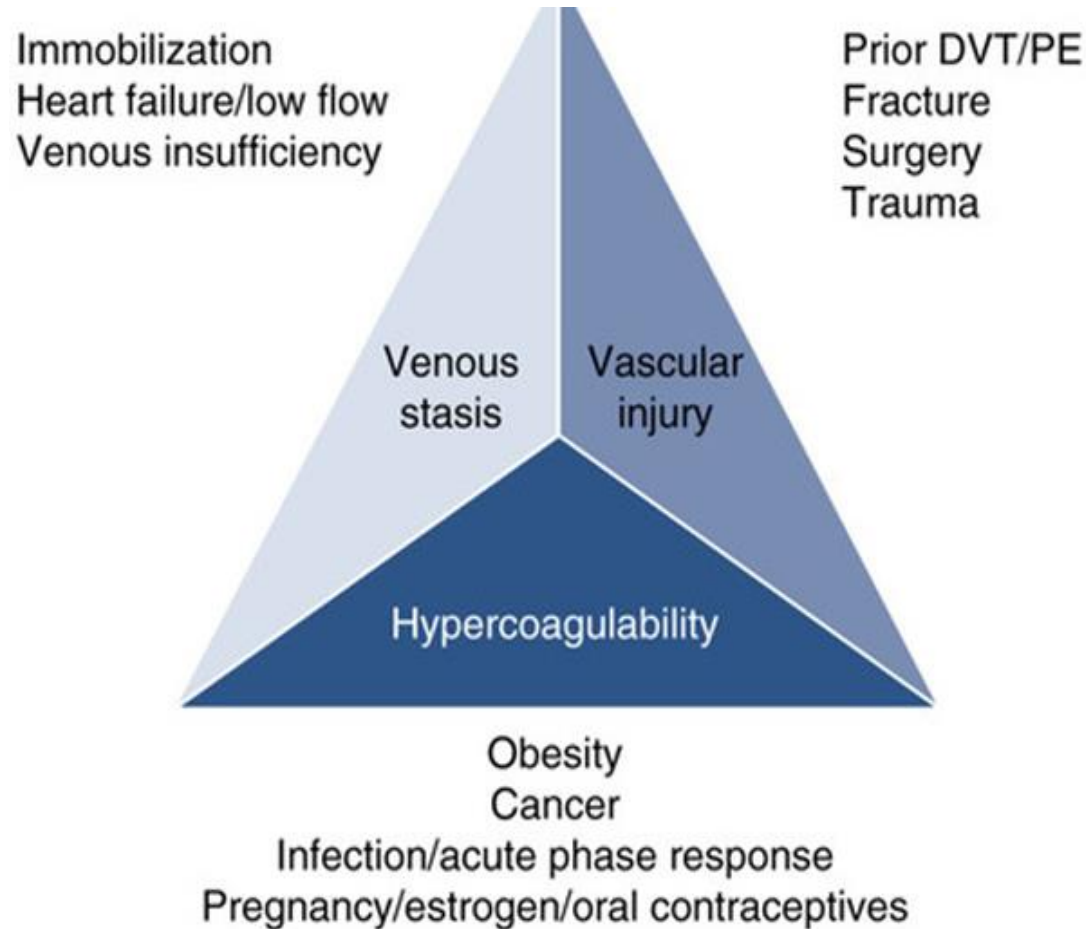 Immobilization
Heart failure/low flow
Venous insufficiency
Prior DVT/PE
Fracture
Surgery
Trauma
Venous
stasis
Vascular
injury
Hypercoagulability
Obesity
Cancer
Infection/acute phase response
Pregnancy/estrogen/oral contraceptives